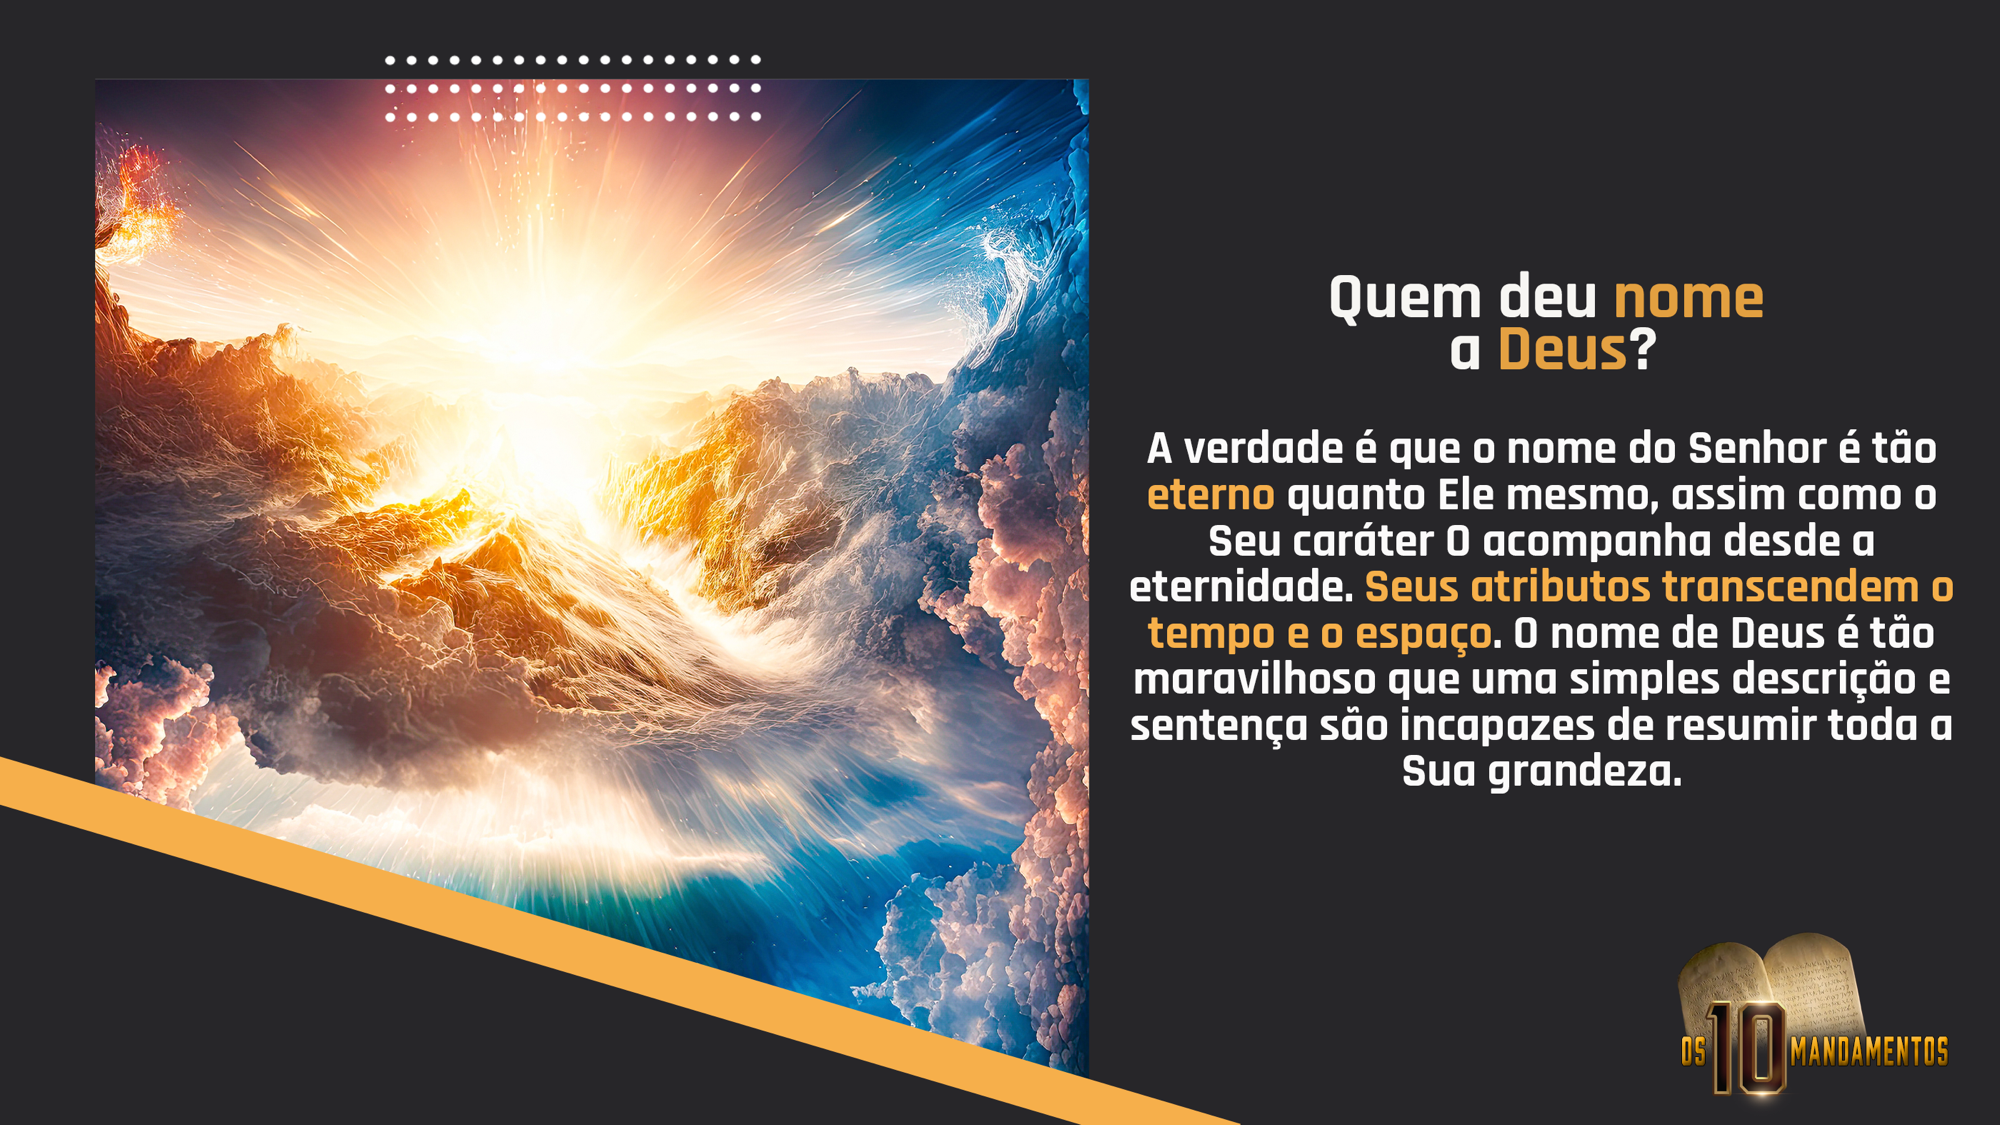 Quem deu nome
a Deus?
A verdade é que o nome do Senhor é tão
eterno quanto Ele mesmo, assim como o
Seu caráter O acompanha desde a
eternidade. Seus atributos transcendem o
tempo e o espaço. O nome de Deus é tão
maravilhoso que uma simples descrição e
sentença são incapazes de resumir toda a
Sua grandeza.
OS 10 MANDAMENTOS